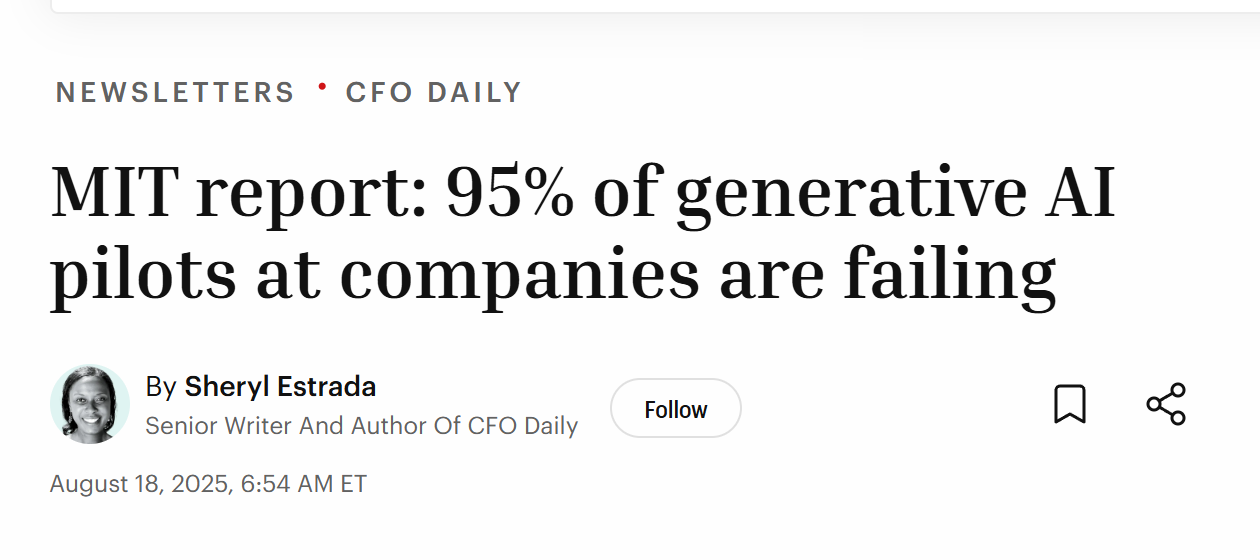 NEWSLETTERS • CFO DAILY
MIT report: 95% of generative AI
pilots at companies are failing
By Sheryl Estrada
Senior Writer And Author Of CFO Daily
Follow
August 18, 2025, 6:54 AM ET